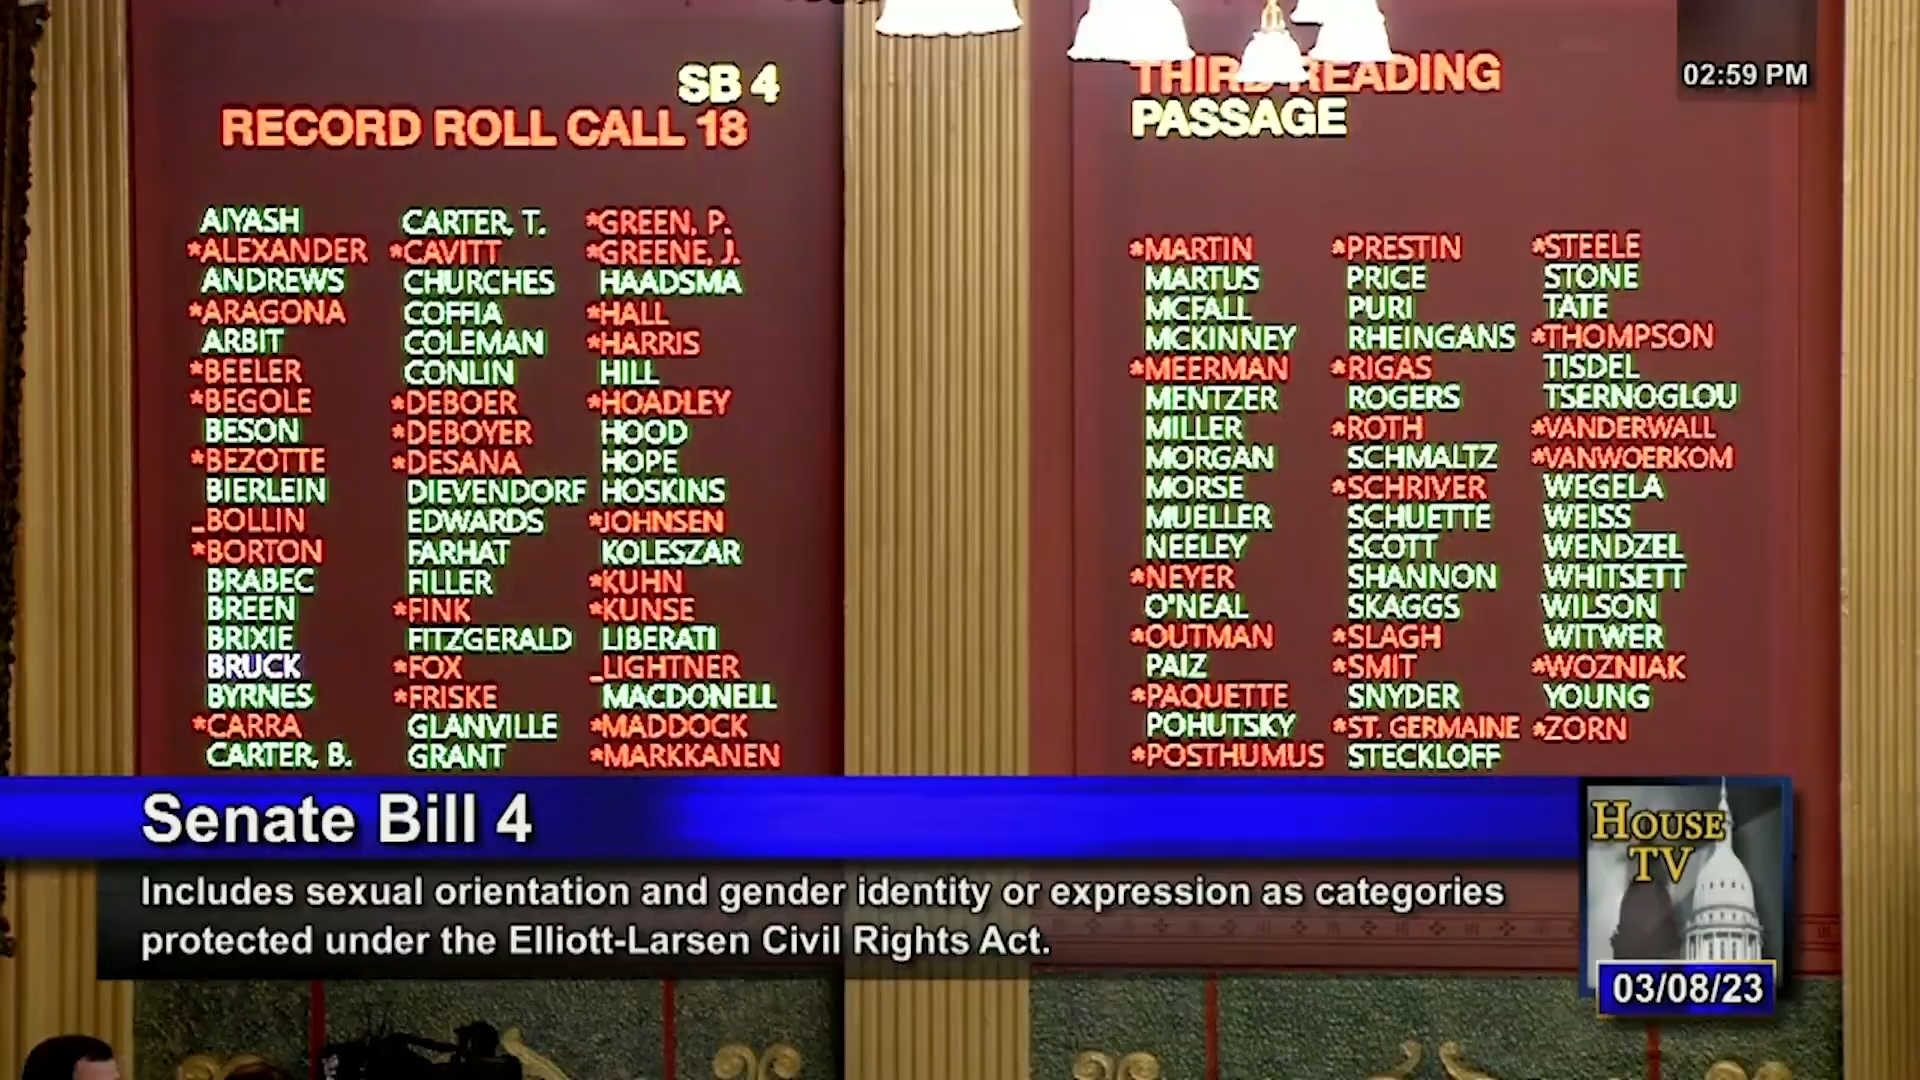 SB 4
RECORD ROLL CALL 18
AIYASH
*ALEXANDER
ANDREWS
*ARAGONA
ARBIT
*BEELER
*BEGOLE
BESON
*BEZOTTE
BIERLEIN
_BOLLIN
*BORTON
BRABEC
BREEN
BRIXIE
BRUCK
BYRNES
*CARRA
CARTER, B.
CARTER, T.
*CAVITT
CHURCHES
COFFIA
COLEMAN
CONLIN
*DEBOER
*DEBOYER
*DESANA
DIEVENDORF
EDWARDS
FARHAT
FILLER
*FINK
FITZGERALD
*FOX
*FRISKE
GLANVILLE
GRANT
*GREEN, P.
*GREENE, J.
HAADSMA
*HALL
*HARRIS
HILL
*HOADLEY
HOOD
HOPE
HOSKINS
*JOHNSEN
KOLESZAR
*KUHN
*KUNSE
LIBERATI
_LIGHTNER
MACDONELL
*MADDOCK
*MARKKANEN
THIRD READING
PASSAGE
*MARTIN
MARTUS
MCFALL
MCKINNEY
*MEERMAN
MENTZER
MILLER
MORGAN
MORSE
MUELLER
NEELEY
*NEYER
O'NEAL
*OUTMAN
PAIZ
*PAQUETTE
POHUTSKY
*POSTHUMUS
*PRESTIN
PRICE
PURI
RHEINGANS
*RIGAS
ROGERS
*ROTH
SCHMALTZ
*SCHRIVER
SCHUETTE
SCOTT
SHANNON
SKAGGS
*SLAGH
*SMIT
SNYDER
*ST. GERMAINE
STECKLOFF
*STEELE
STONE
TATE
*THOMPSON
TISDEL
TSERNOGLOU
*VANDERWALL
*VANWOERKOM
WEGELA
WEISS
WENDZEL
WHITSETT
WILSON
WITWER
*WOZNIAK
YOUNG
*ZORN
02:59 PM
Senate Bill 4
Includes sexual orientation and gender identity or expression as categories
protected under the Elliott-Larsen Civil Rights Act.
HOUSE
TV
03/08/23